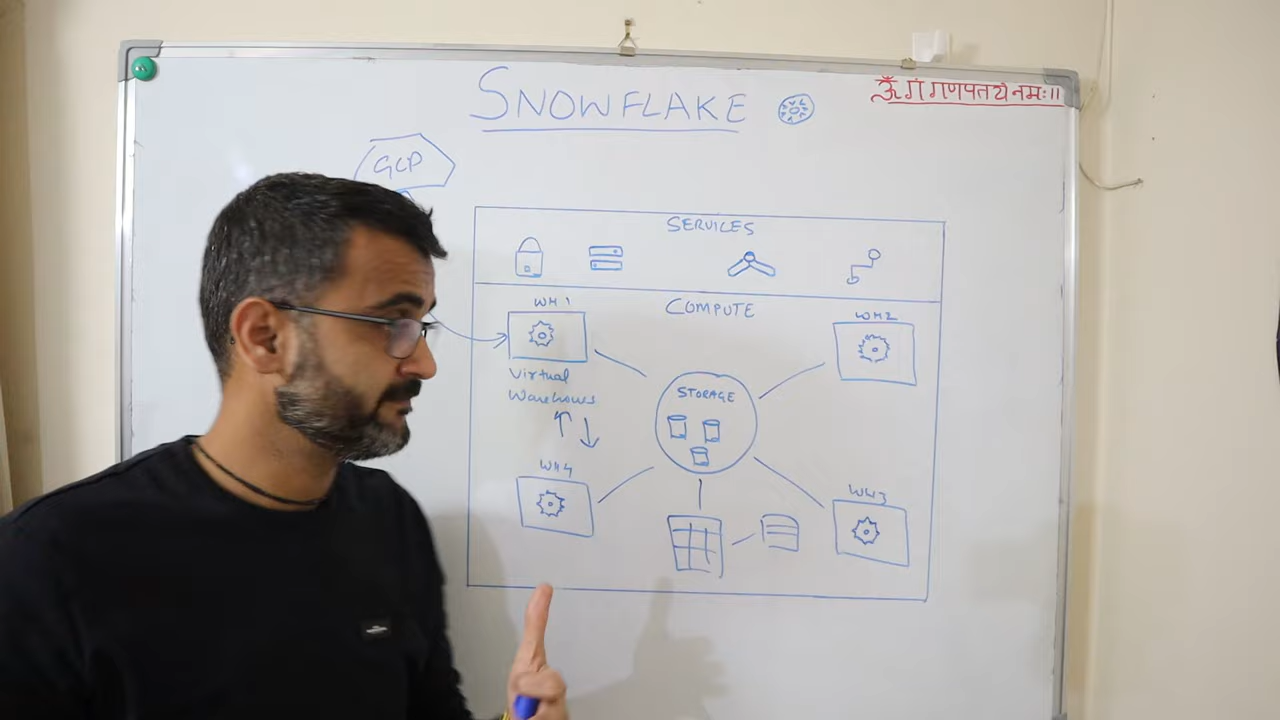 SNOWFLAKE
ॐ गं गणपतये नमः।।
GCP
SERVICES
COMPUTE
WH1
WH2
Virtual
Warehouses
STORAGE
WH4
WH3